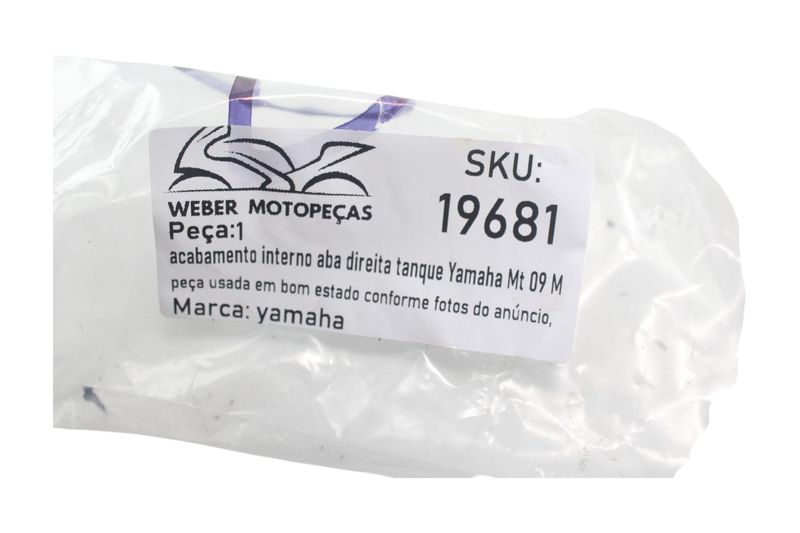 WEBER MOTOPEÇAS
SKU:
19681
Peça:1
acabamento interno aba direita tanque Yamaha Mt 09 M
peça usada em bom estado conforme fotos do anúncio,
Marca: yamaha